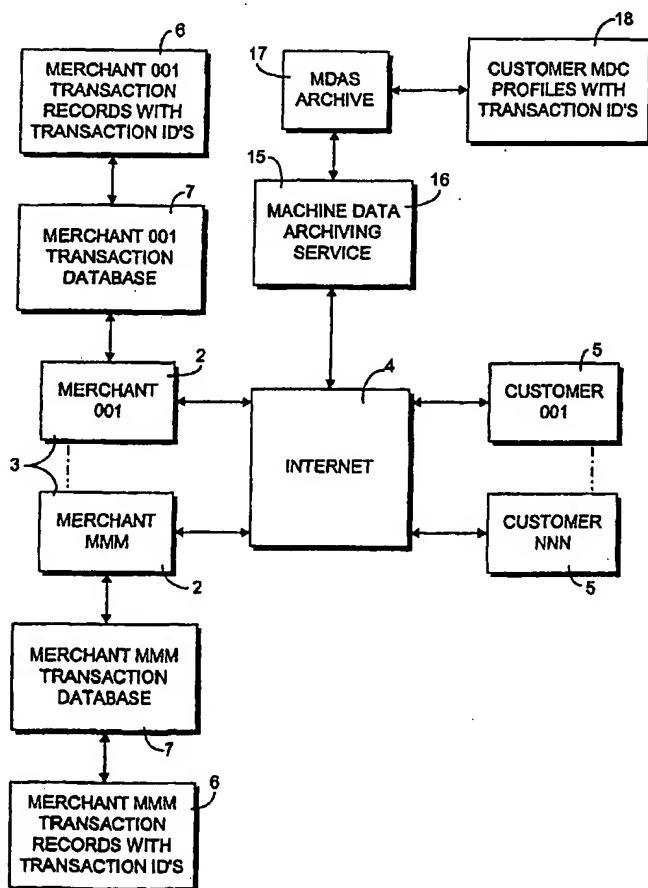 6
MERCHANT 001
TRANSACTION
RECORDS WITH
TRANSACTION ID'S
7
MERCHANT 001
TRANSACTION
DATABASE
2
MERCHANT
001
3
MERCHANT
MMM
2
MERCHANT MMM
TRANSACTION
DATABASE
7
6
MERCHANT MMM
TRANSACTION
RECORDS WITH
TRANSACTION ID'S
17
MDAS
ARCHIVE
18
CUSTOMER MDC
PROFILES WITH
TRANSACTION ID'S
15
16
MACHINE DATA
ARCHIVING
SERVICE
4
INTERNET
5
CUSTOMER
001
CUSTOMER
NNN
5